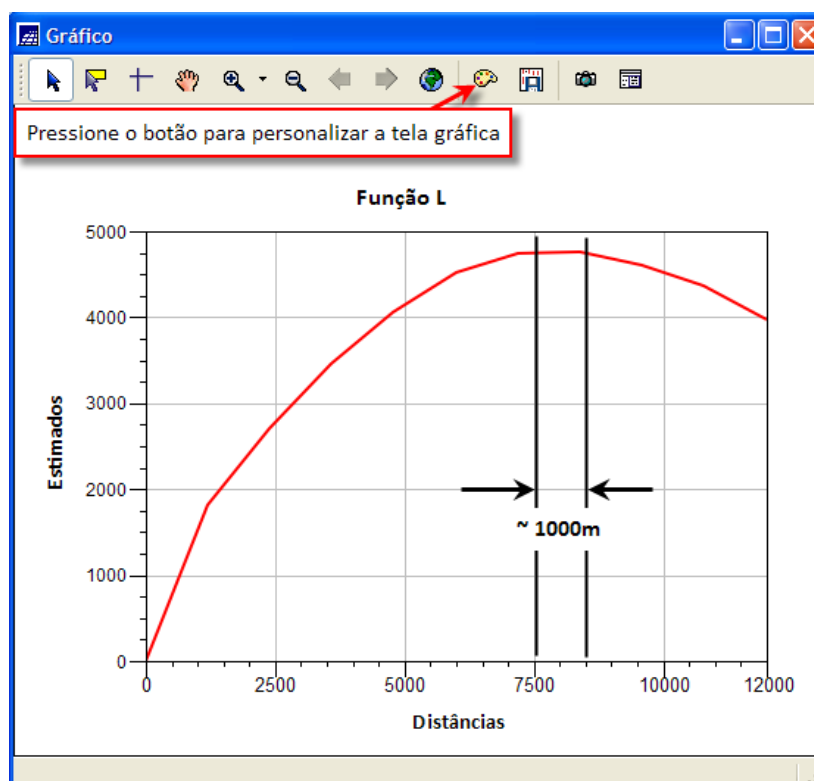 Gráfico
Pressione o botão para personalizar a tela gráfica
Função L
5000
4000
3000
2000
1000
0
Estimados
~ 1000m
0 2500 5000 7500 10000 12000
Distâncias